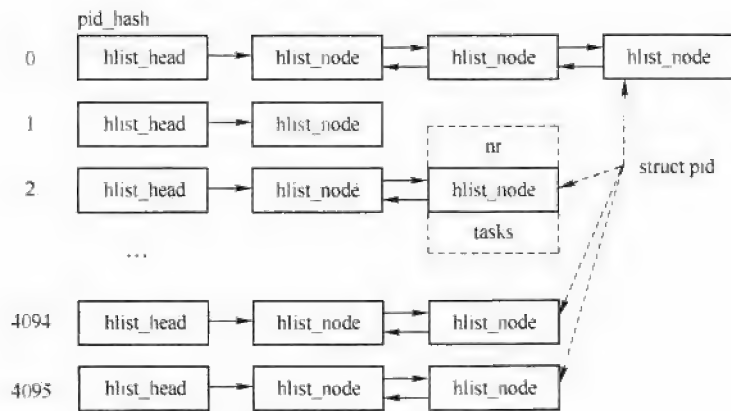 pid_hash
0 hlist_head hlist_node hlist_node hlist_node
1 hlist_head hlist_node
nr
2 hlist_head hlist_node hlist_node struct pid
tasks
...
4094 hlist_head hlist_node hlist_node
4095 hlist_head hlist_node hlist_node